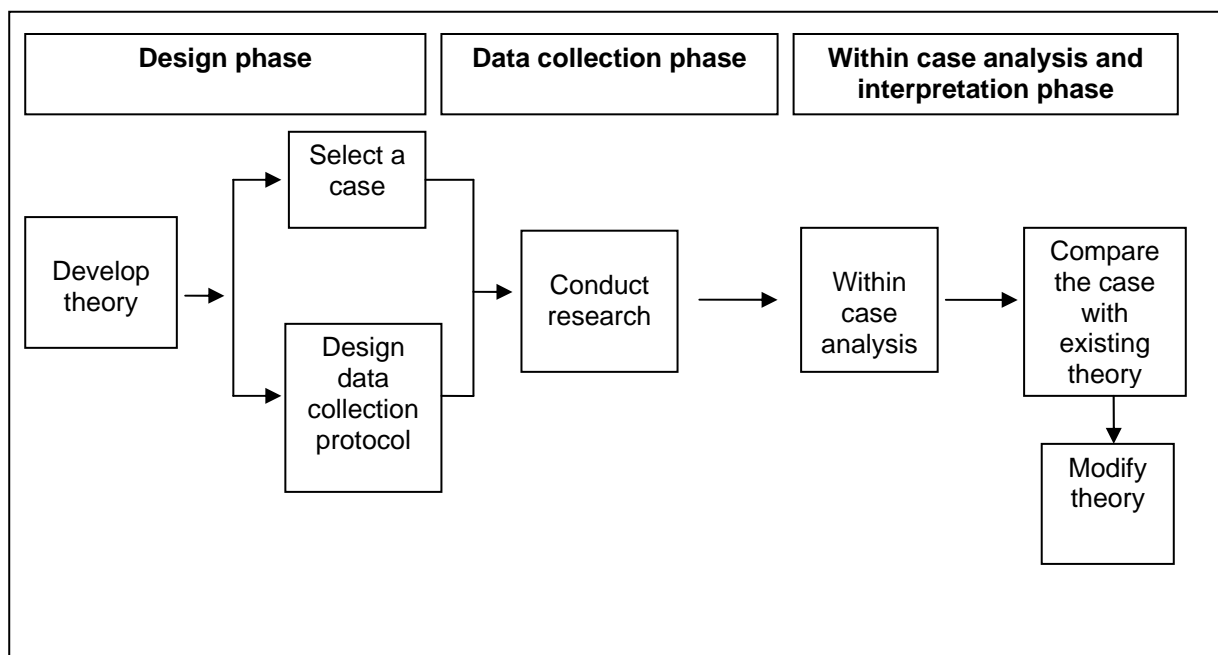 Design phase
Data collection phase
Within case analysis and
interpretation phase
Select a
case
Develop
theory
Design
data
collection
protocol
Conduct
research
Within
case
analysis
Compare
the case
with
existing
theory
Modify
theory